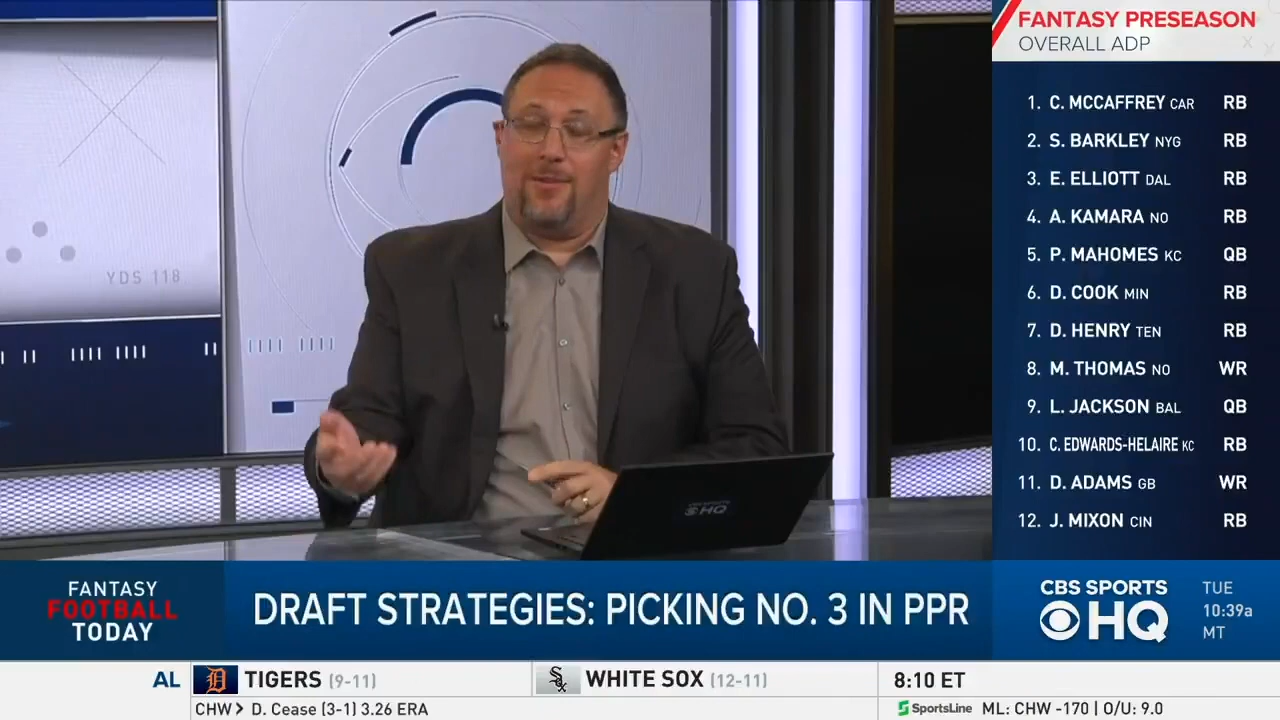 FANTASY PRESEASON
OVERALL ADP
1. C. MCCAFFREY CAR RB
2. S. BARKLEY NYG RB
3. E. ELLIOTT DAL RB
4. A. KAMARA NO RB
5. P. MAHOMES KC QB
6. D. COOK MIN RB
7. D. HENRY TEN RB
8. M. THOMAS NO WR
9. L. JACKSON BAL QB
10. C. EDWARDS-HELAIRE KC RB
11. D. ADAMS GB WR
12. J. MIXON CIN RB
YDS 118
CBS SPORTS
HQ
FANTASY
FOOTBALL
TODAY
DRAFT STRATEGIES: PICKING NO. 3 IN PPR
CBS SPORTS
HQ
TUE
10:39a
MT
AL TIGERS (9-11) WHITE SOX (12-11) 8:10 ET
CHW > D. Cease (3-1) 3.26 ERA SportsLine ML: CHW -170 | O/U: 9.0